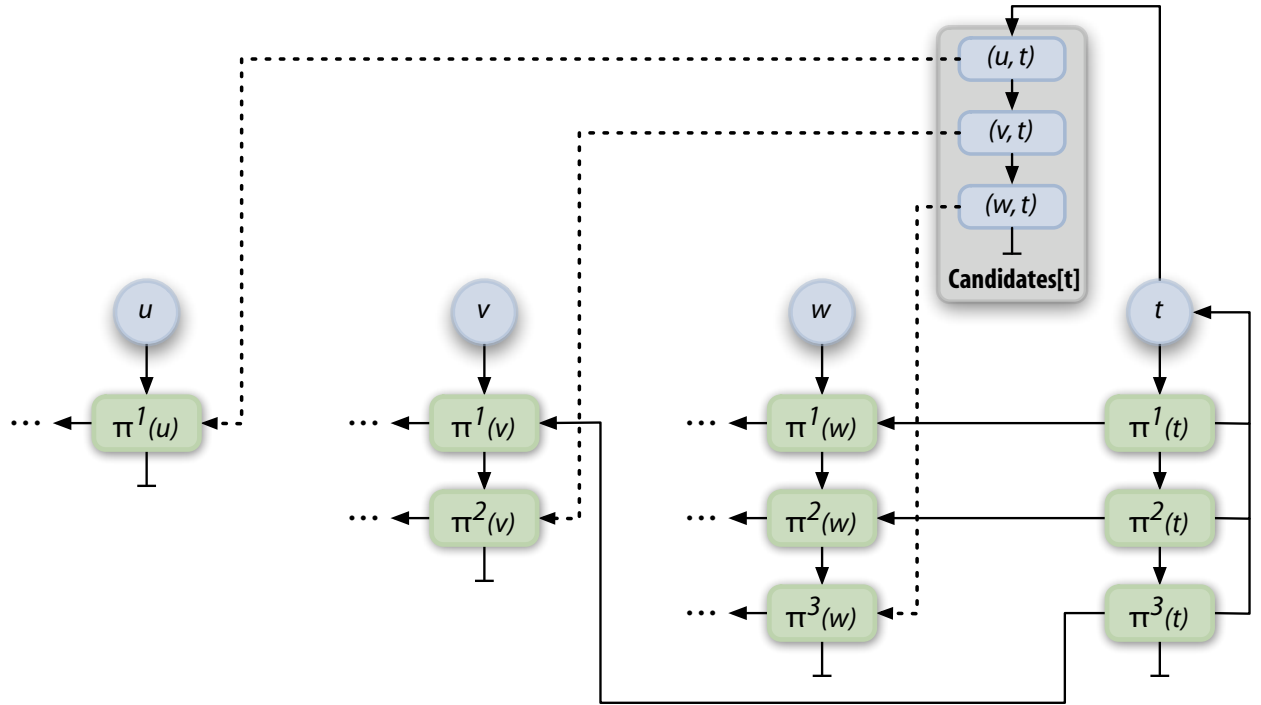 (u, t)
(v, t)
(w, t)
Candidates[t]
u
v
w
t
... π¹(u)
... π¹(v)
... π¹(w)
π¹(t)
... π²(v)
... π²(w)
π²(t)
... π³(w)
π³(t)